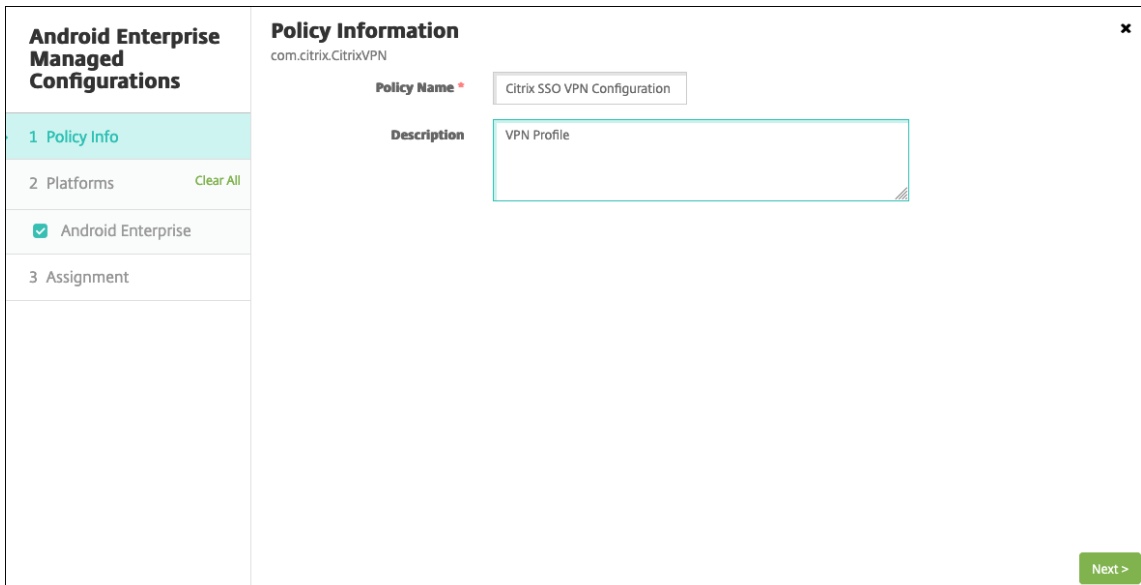 Android Enterprise
Managed
Configurations
1 Policy Info
2 Platforms Clear All
Android Enterprise
3 Assignment
Policy Information
com.citrix.CitrixVPN
Policy Name * Citrix SSO VPN Configuration
Description VPN Profile
Next >